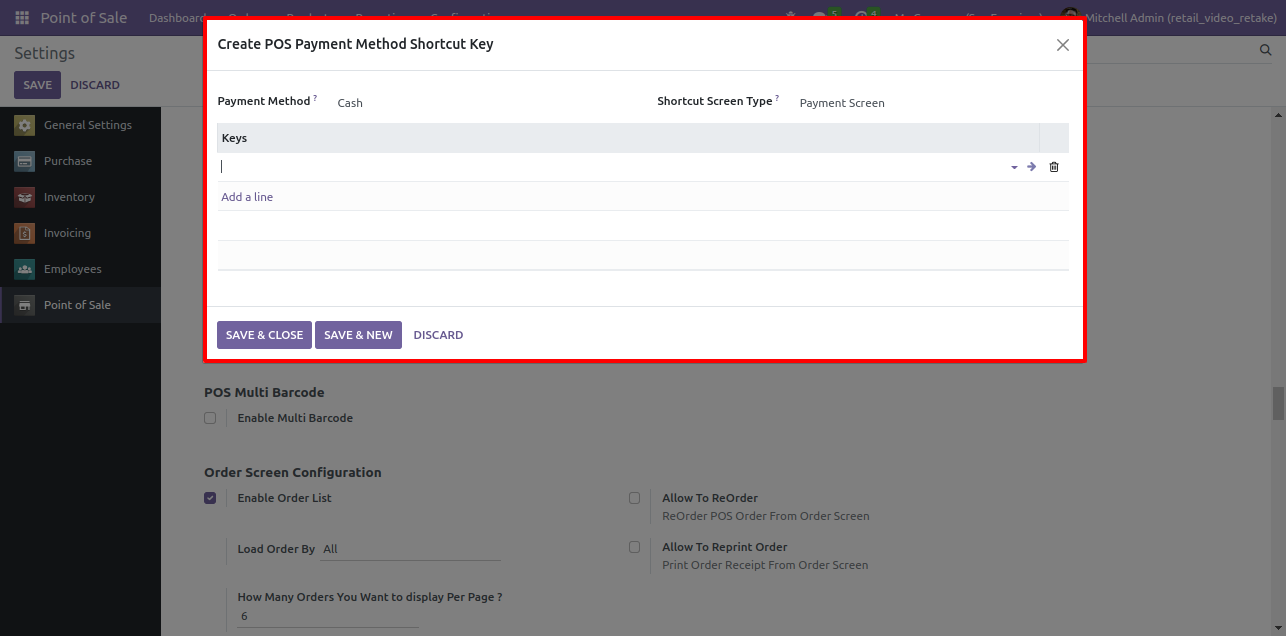 Point of Sale Dashboard Mitchell Admin (retail_video_retake)
5 4
Settings
SAVE DISCARD
Create POS Payment Method Shortcut Key
Payment Method ? Cash Shortcut Screen Type ? Payment Screen
Keys
Add a line
SAVE & CLOSE SAVE & NEW DISCARD
General Settings
Purchase
Inventory
Invoicing
Employees
Point of Sale
POS Multi Barcode
Enable Multi Barcode
Order Screen Configuration
Enable Order List
Load Order By All
How Many Orders You Want to display Per Page ?
6
Allow To ReOrder
ReOrder POS Order From Order Screen
Allow To Reprint Order
Print Order Receipt From Order Screen